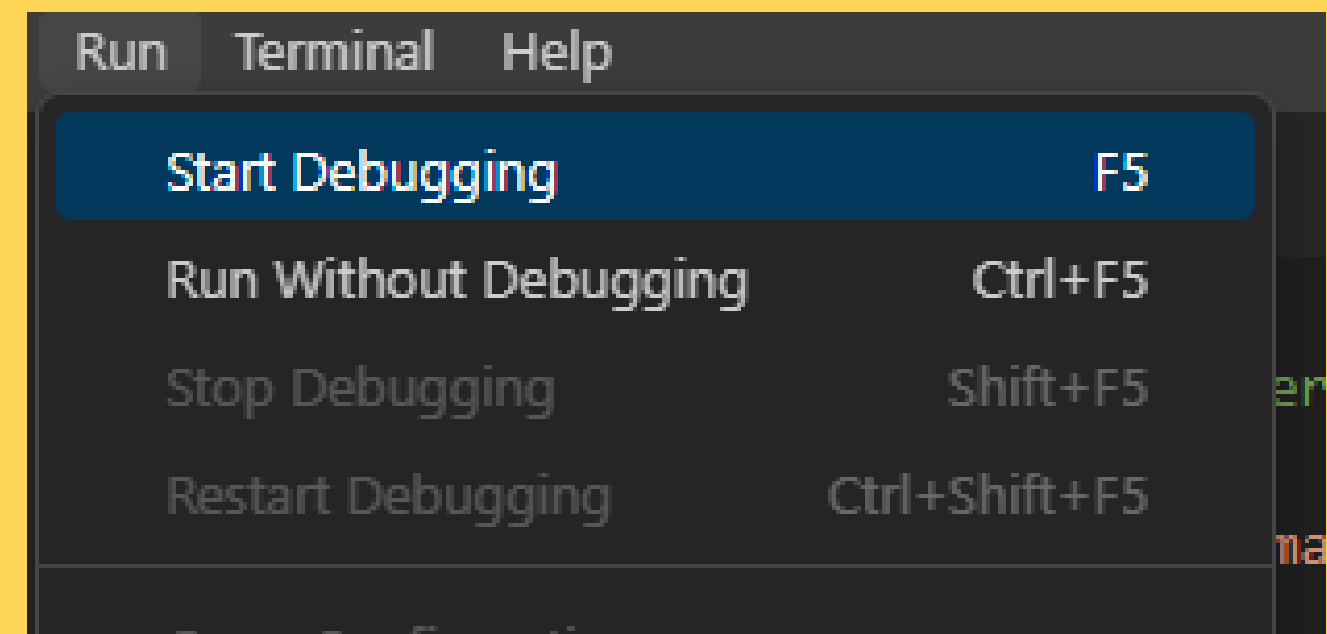 Run Terminal Help
Start Debugging F5
Run Without Debugging Ctrl+F5
Stop Debugging Shift+F5
Restart Debugging Ctrl+Shift+F5